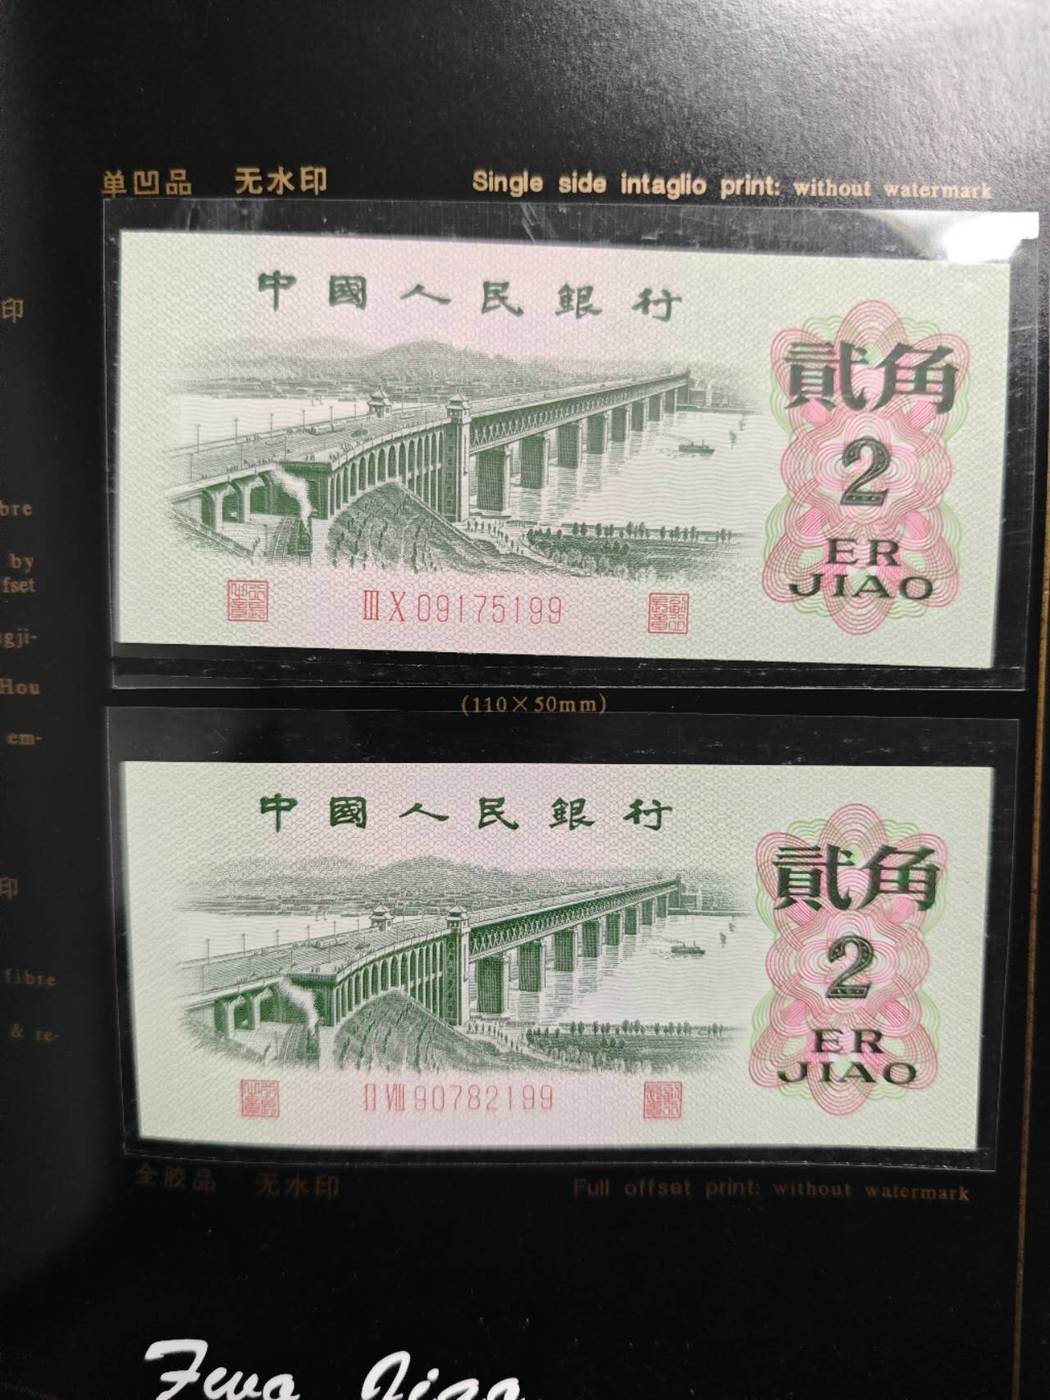 单凹品 无水印 Single side intaglio print: without watermark
中國人民銀行
貳角
2
ER
JIAO
III X 09175199
(110×50mm)
中國人民銀行
貳角
2
ER
JIAO
II VIII 90782199
全胶品 无水印 Full offset print: without watermark
Two Jiao
印
bre
by
fset
gji-
Hou
em-
印
fibre
& re-